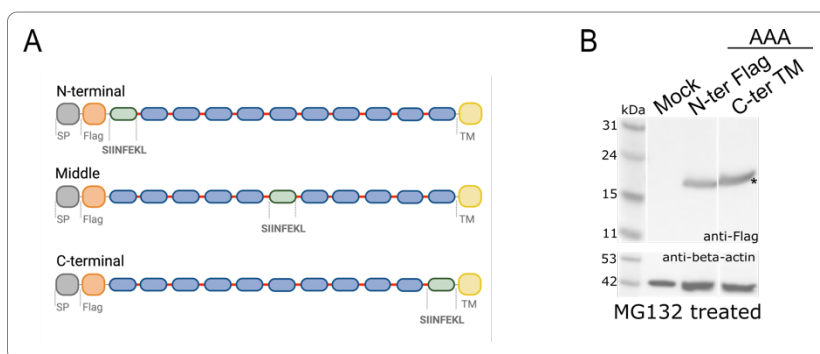 A
N-terminal
SP Flag TM
SIINFEKL
Middle
SP Flag TM
SIINFEKL
C-terminal
SP Flag TM
SIINFEKL
B
AAA
kDa Mock N-ter Flag C-ter TM
31
24
15 *
11
anti-Flag
53 anti-beta-actin
42
MG132 treated